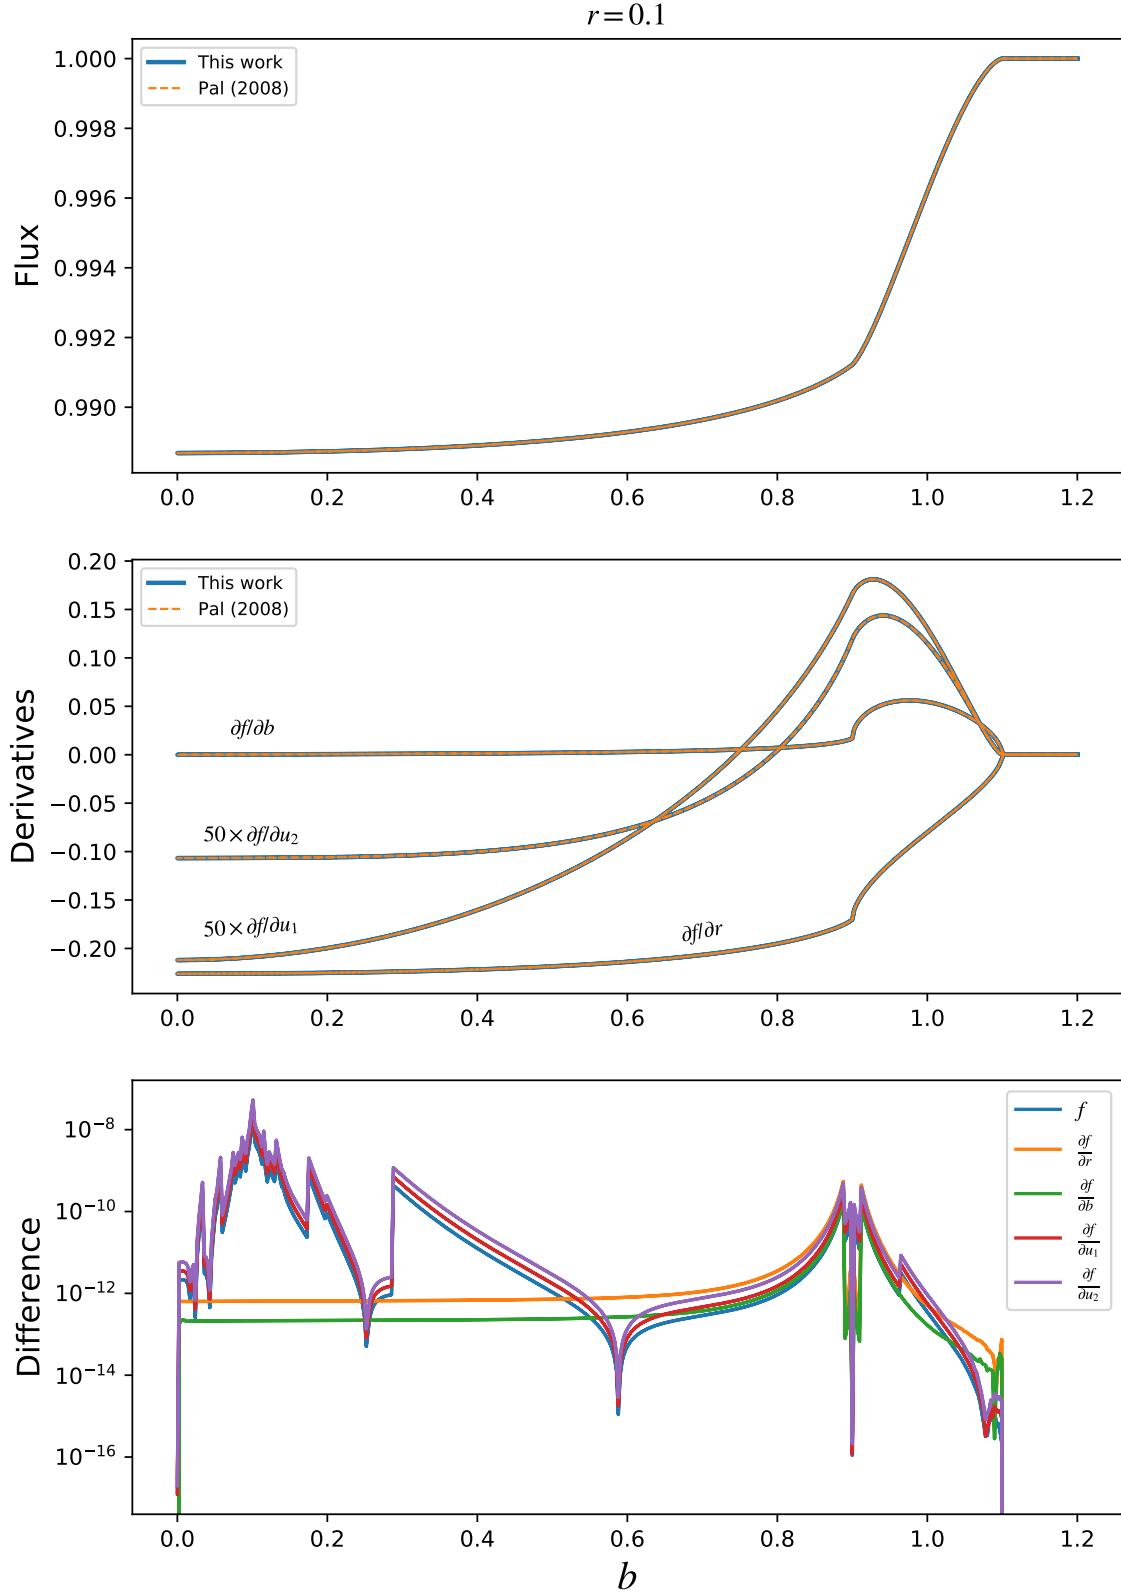 r = 0.1
1.000
0.998
0.996
0.994
0.992
0.990
Flux
This work
Pal (2008)
0.0 0.2 0.4 0.6 0.8 1.0 1.2
0.20
0.15
0.10
0.05
0.00
−0.05
−0.10
−0.15
−0.20
Derivatives
This work
Pal (2008)
∂f/∂b
50 × ∂f/∂u₂
50 × ∂f/∂u₁
∂f/∂r
0.0 0.2 0.4 0.6 0.8 1.0 1.2
10⁻⁸
10⁻¹⁰
10⁻¹²
10⁻¹⁴
10⁻¹⁶
Difference
f
∂f/∂r
∂f/∂b
∂f/∂u₁
∂f/∂u₂
0.0 0.2 0.4 0.6 0.8 1.0 1.2
b